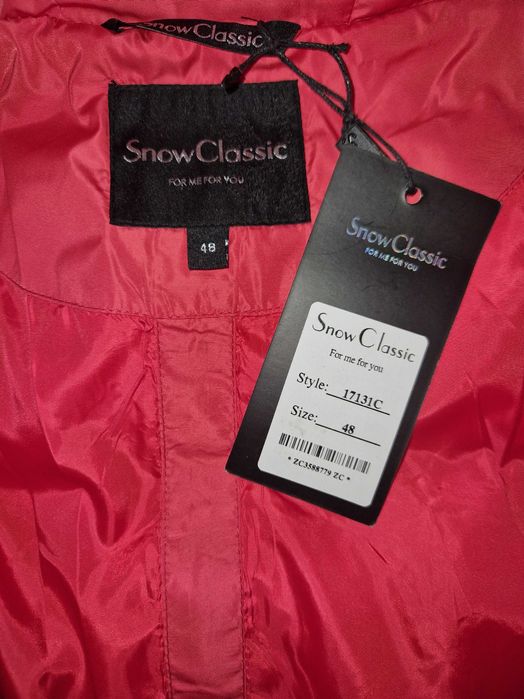 SnowClassic
SnowClassic
FOR ME FOR YOU
48
SnowClassic
FOR ME FOR YOU
Snow Classic
For me for you
Style: 17131C
Size: 48
* ZC3588779 ZC *